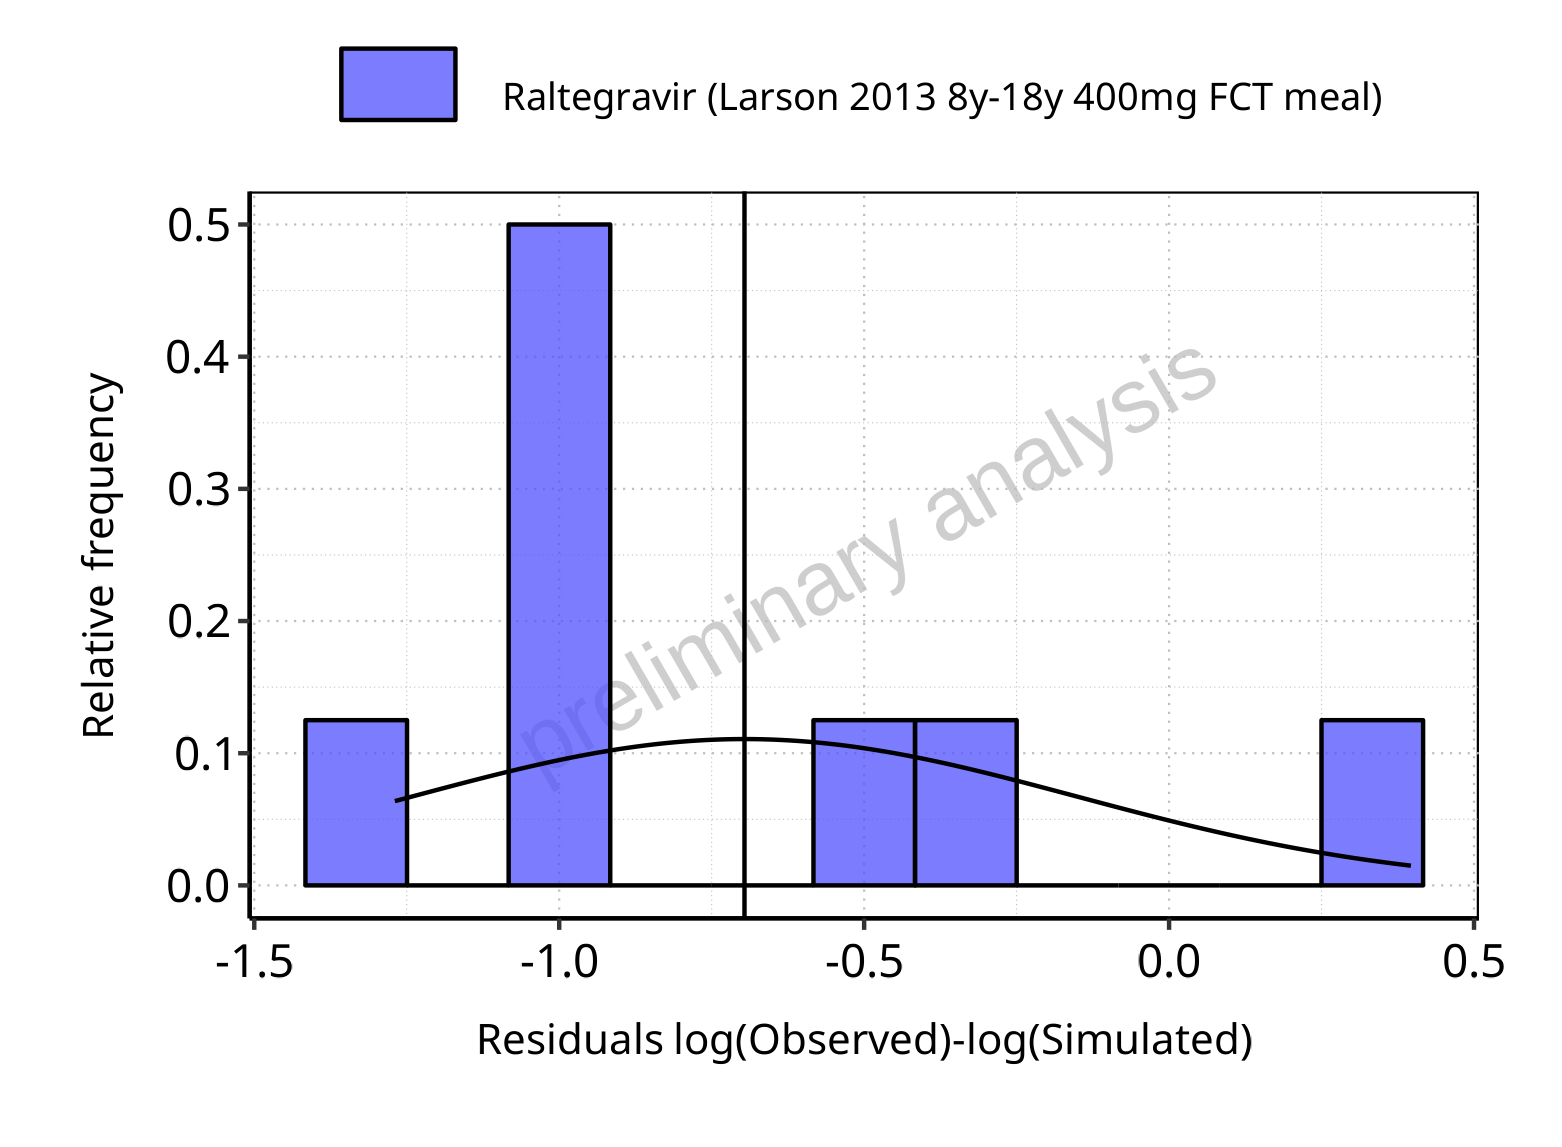 Raltegravir (Larson 2013 8y-18y 400mg FCT meal)
0.5
0.4
0.3
0.2
0.1
0.0
Relative frequency
preliminary analysis
-1.5 -1.0 -0.5 0.0 0.5
Residuals log(Observed)-log(Simulated)